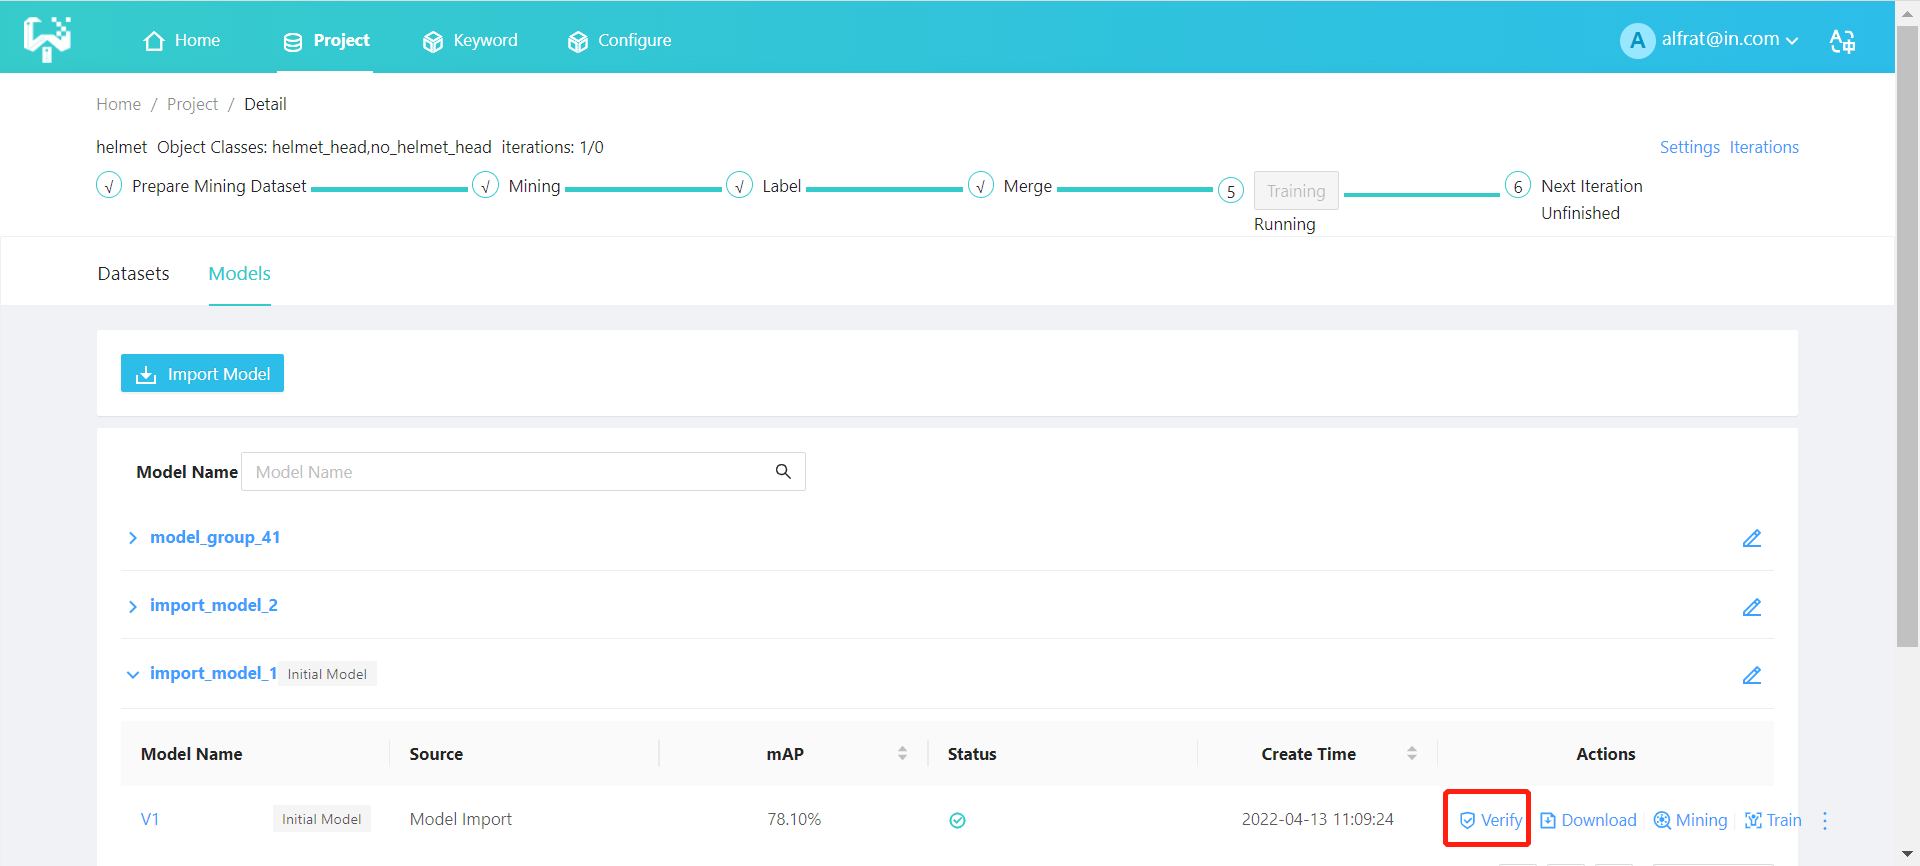 Home Project Keyword Configure A alfrat@in.com
Home / Project / Detail
helmet Object Classes: helmet_head,no_helmet_head iterations: 1/0 Settings Iterations
√ Prepare Mining Dataset √ Mining √ Label √ Merge 5 Training 6 Next Iteration
Running Unfinished
Datasets Models
Import Model
Model Name Model Name
model_group_41
import_model_2
import_model_1 Initial Model
Model Name Source mAP Status Create Time Actions
V1 Initial Model Model Import 78.10% 2022-04-13 11:09:24 Verify Download Mining Train